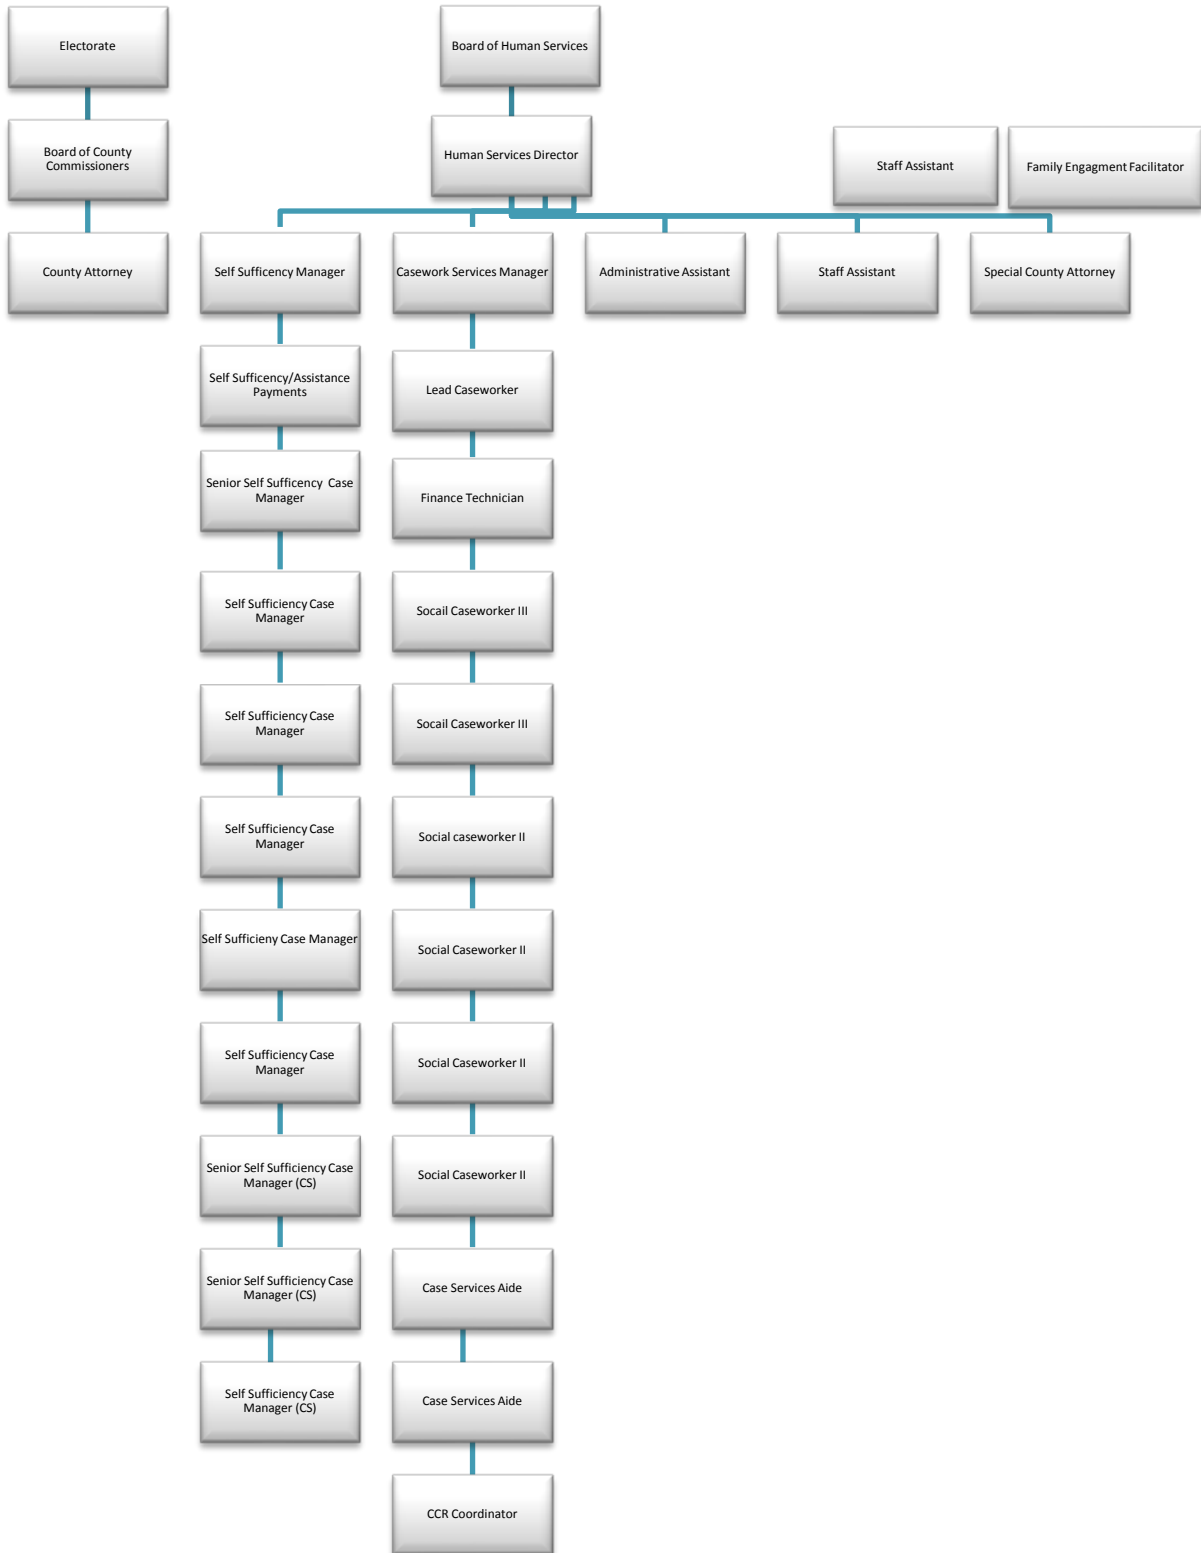 Electorate
Board of Human Services
Board of County
Commissioners
Human Services Director
Staff Assistant
Family Engagment Facilitator
County Attorney
Self Sufficency Manager
Casework Services Manager
Administrative Assistant
Staff Assistant
Special County Attorney
Self Sufficency/Assistance
Payments
Lead Caseworker
Senior Self Sufficency Case
Manager
Finance Technician
Self Sufficiency Case
Manager
Socail Caseworker III
Self Sufficiency Case
Manager
Socail Caseworker III
Self Sufficiency Case
Manager
Social caseworker II
Self Sufficieny Case Manager
Social Caseworker II
Self Sufficiency Case
Manager
Social Caseworker II
Senior Self Sufficiency Case
Manager (CS)
Social Caseworker II
Senior Self Sufficiency Case
Manager (CS)
Case Services Aide
Self Sufficiency Case
Manager (CS)
Case Services Aide
CCR Coordinator